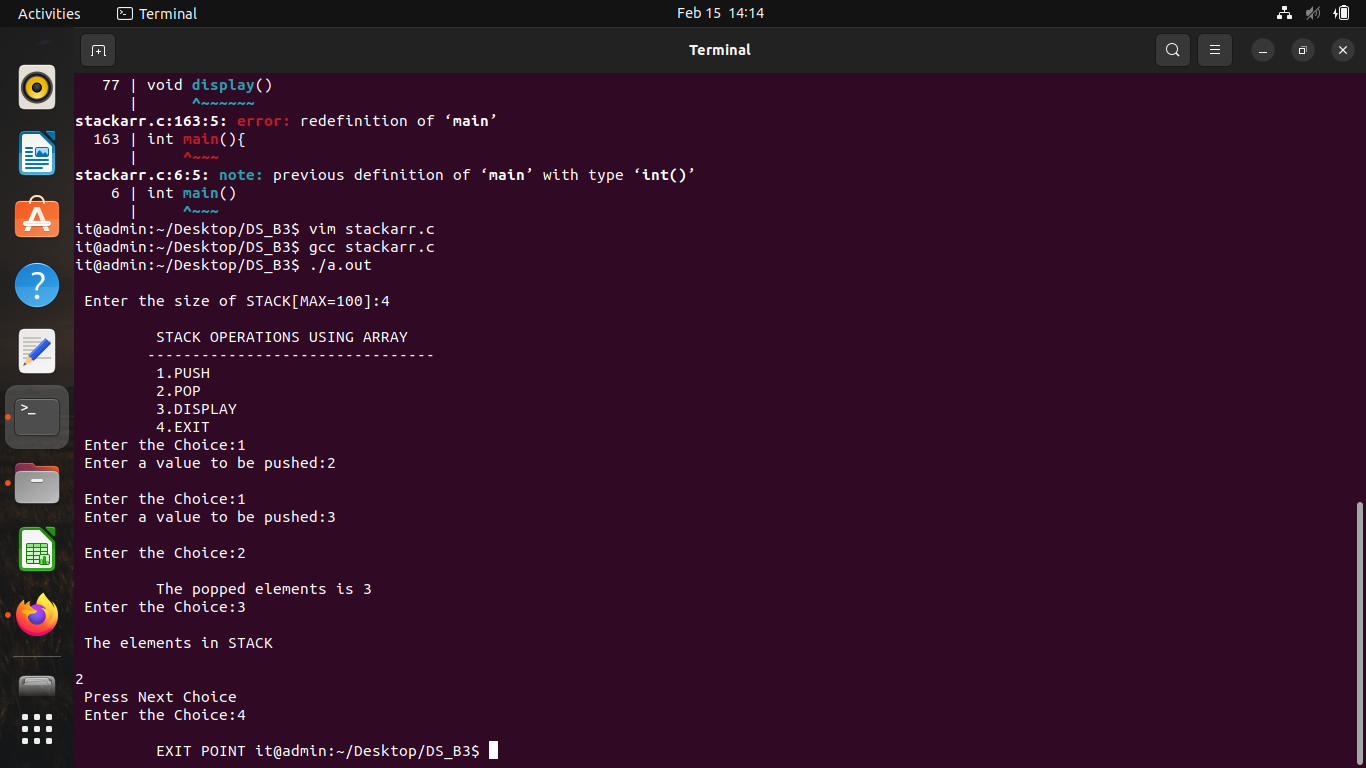 Activities Terminal Feb 15 14:14
Terminal
77 | void display()
| ^~~~~~~
stackarr.c:163:5: error: redefinition of ‘main’
163 | int main(){
| ^~~~
stackarr.c:6:5: note: previous definition of ‘main’ with type ‘int()’
6 | int main()
| ^~~~
it@admin:~/Desktop/DS_B3$ vim stackarr.c
it@admin:~/Desktop/DS_B3$ gcc stackarr.c
it@admin:~/Desktop/DS_B3$ ./a.out
Enter the size of STACK[MAX=100]:4
STACK OPERATIONS USING ARRAY
--------------------------------
1.PUSH
2.POP
3.DISPLAY
4.EXIT
Enter the Choice:1
Enter a value to be pushed:2
Enter the Choice:1
Enter a value to be pushed:3
Enter the Choice:2
The popped elements is 3
Enter the Choice:3
The elements in STACK
2
Press Next Choice
Enter the Choice:4
EXIT POINT it@admin:~/Desktop/DS_B3$